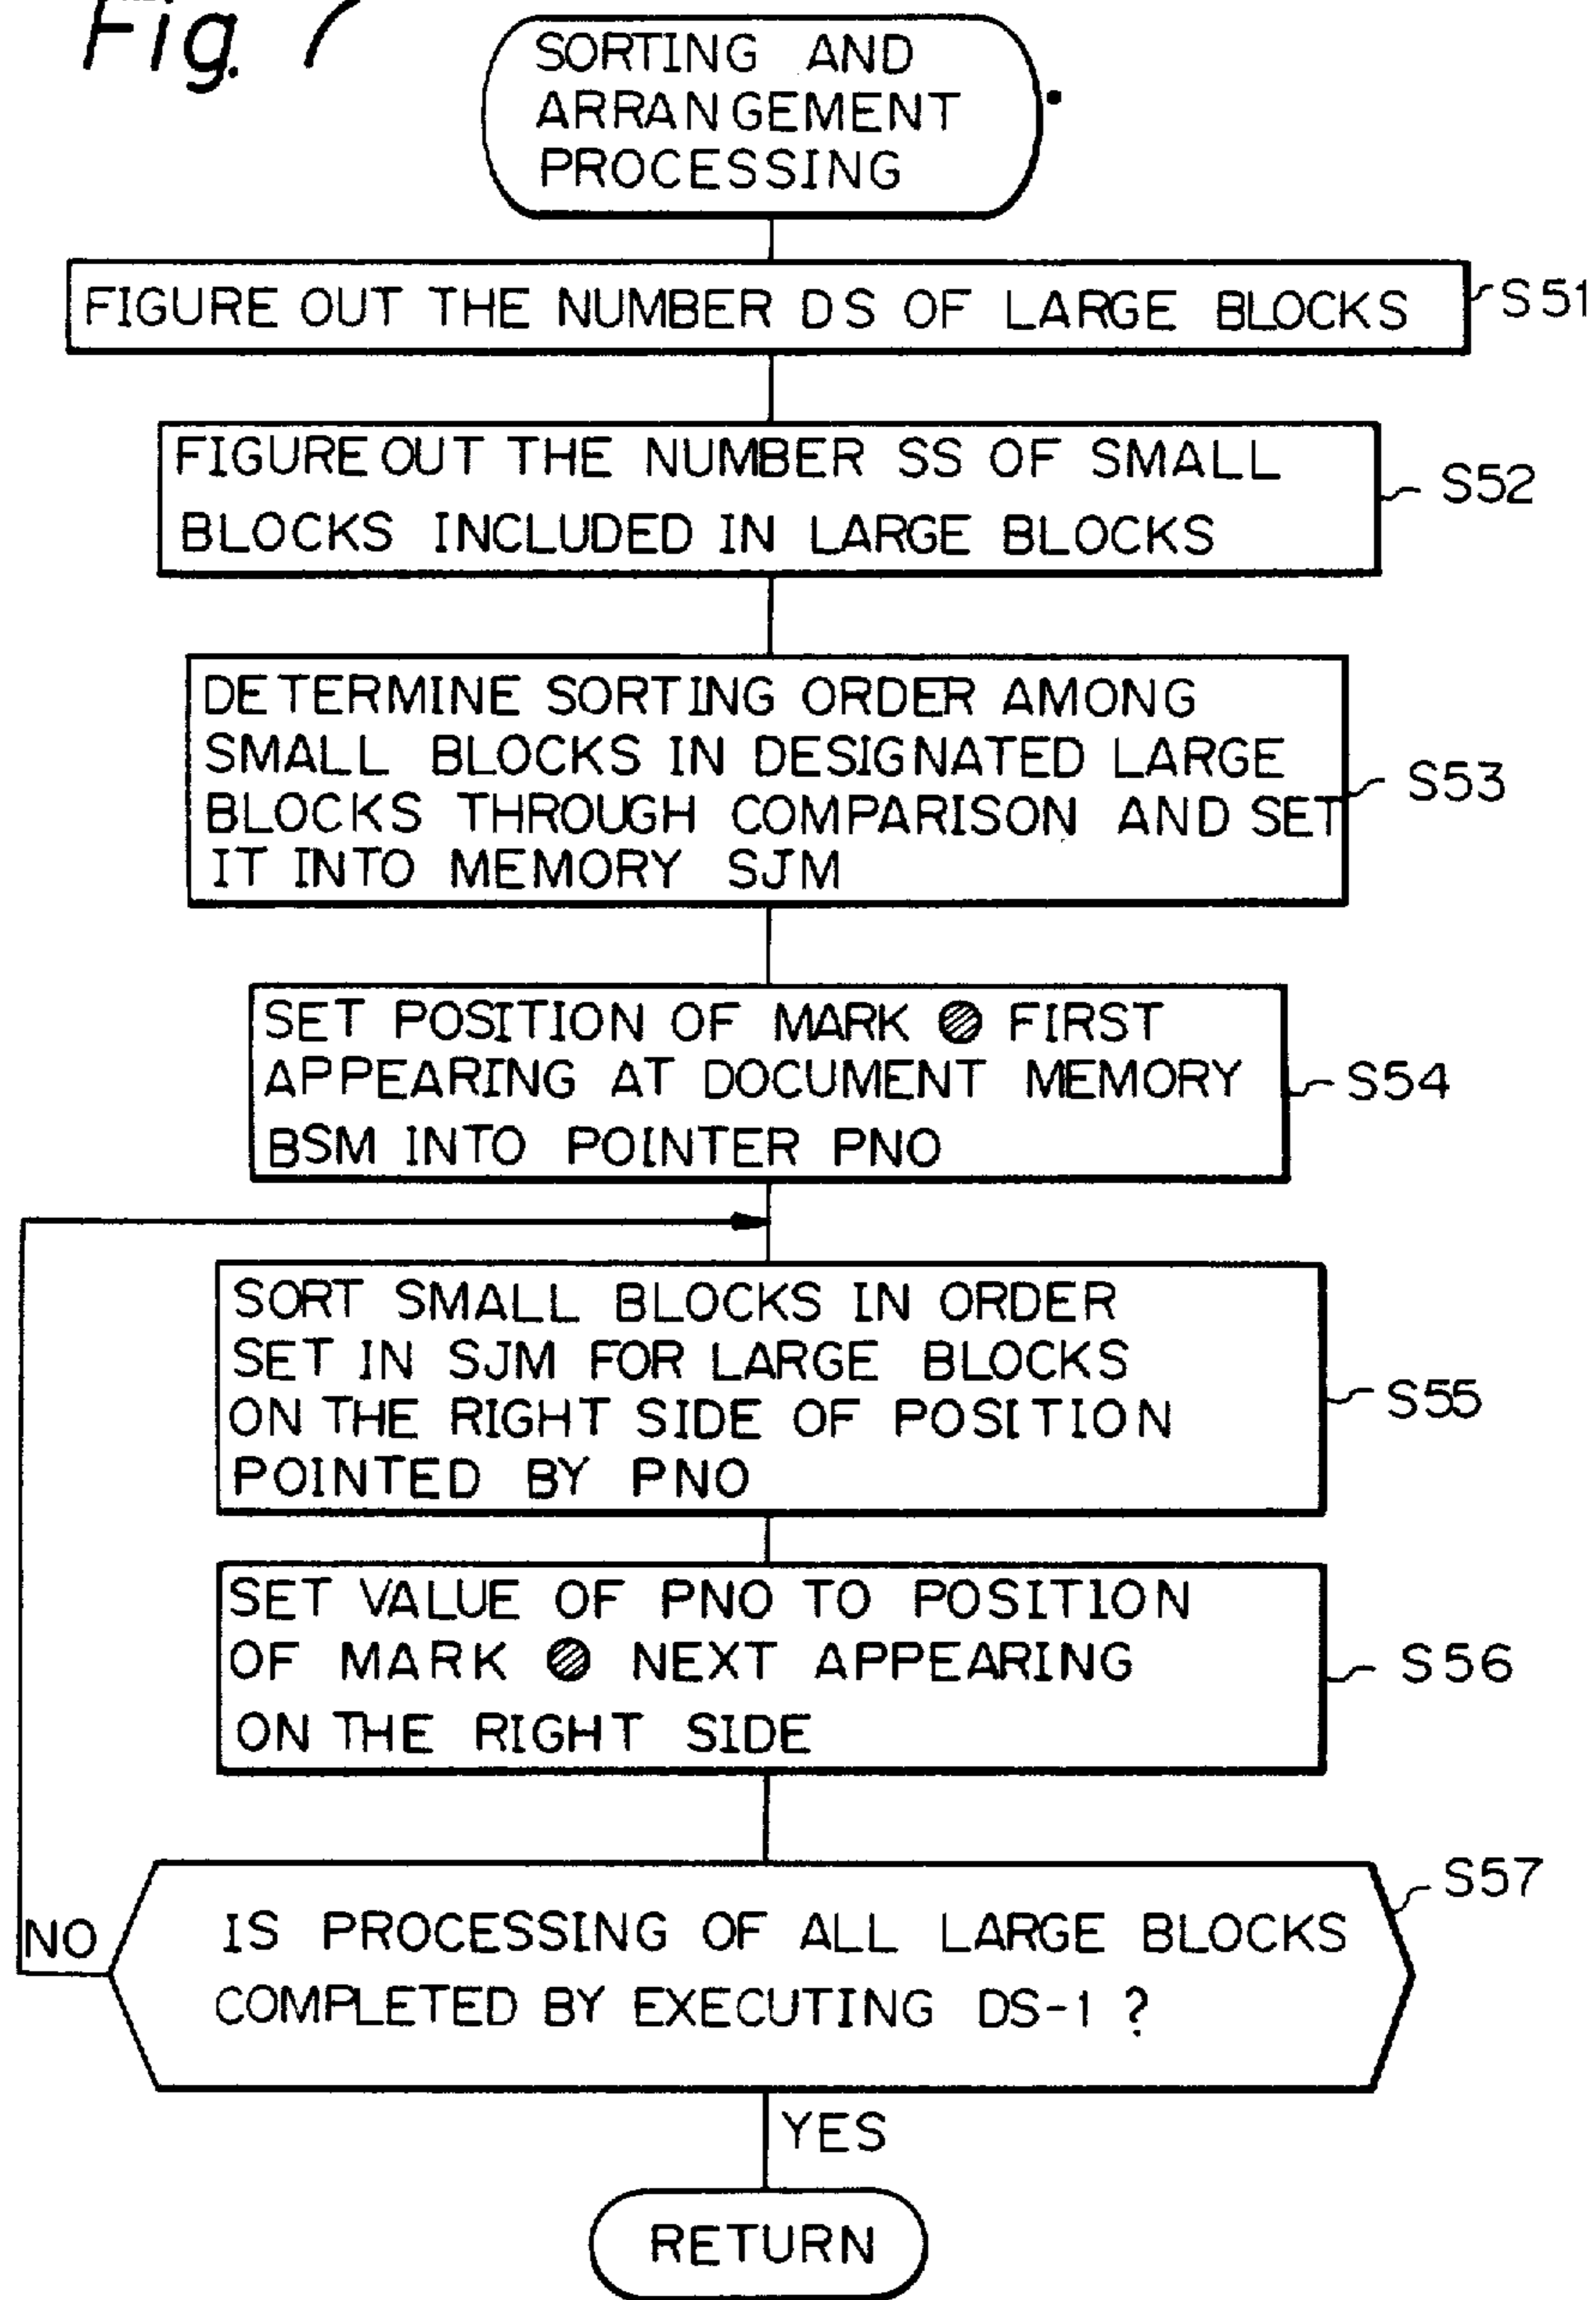 Fig. 7
SORTING AND
ARRANGEMENT
PROCESSING
FIGURE OUT THE NUMBER DS OF LARGE BLOCKS
S51
FIGURE OUT THE NUMBER SS OF SMALL
BLOCKS INCLUDED IN LARGE BLOCKS
S52
DETERMINE SORTING ORDER AMONG
SMALL BLOCKS IN DESIGNATED LARGE
BLOCKS THROUGH COMPARISON AND SET
IT INTO MEMORY SJM
S53
SET POSITION OF MARK FIRST
APPEARING AT DOCUMENT MEMORY
BSM INTO POINTER PNO
S54
SORT SMALL BLOCKS IN ORDER
SET IN SJM FOR LARGE BLOCKS
ON THE RIGHT SIDE OF POSITION
POINTED BY PNO
S55
SET VALUE OF PNO TO POSITION
OF MARK NEXT APPEARING
ON THE RIGHT SIDE
S56
IS PROCESSING OF ALL LARGE BLOCKS
COMPLETED BY EXECUTING DS-1 ?
S57
NO
YES
RETURN